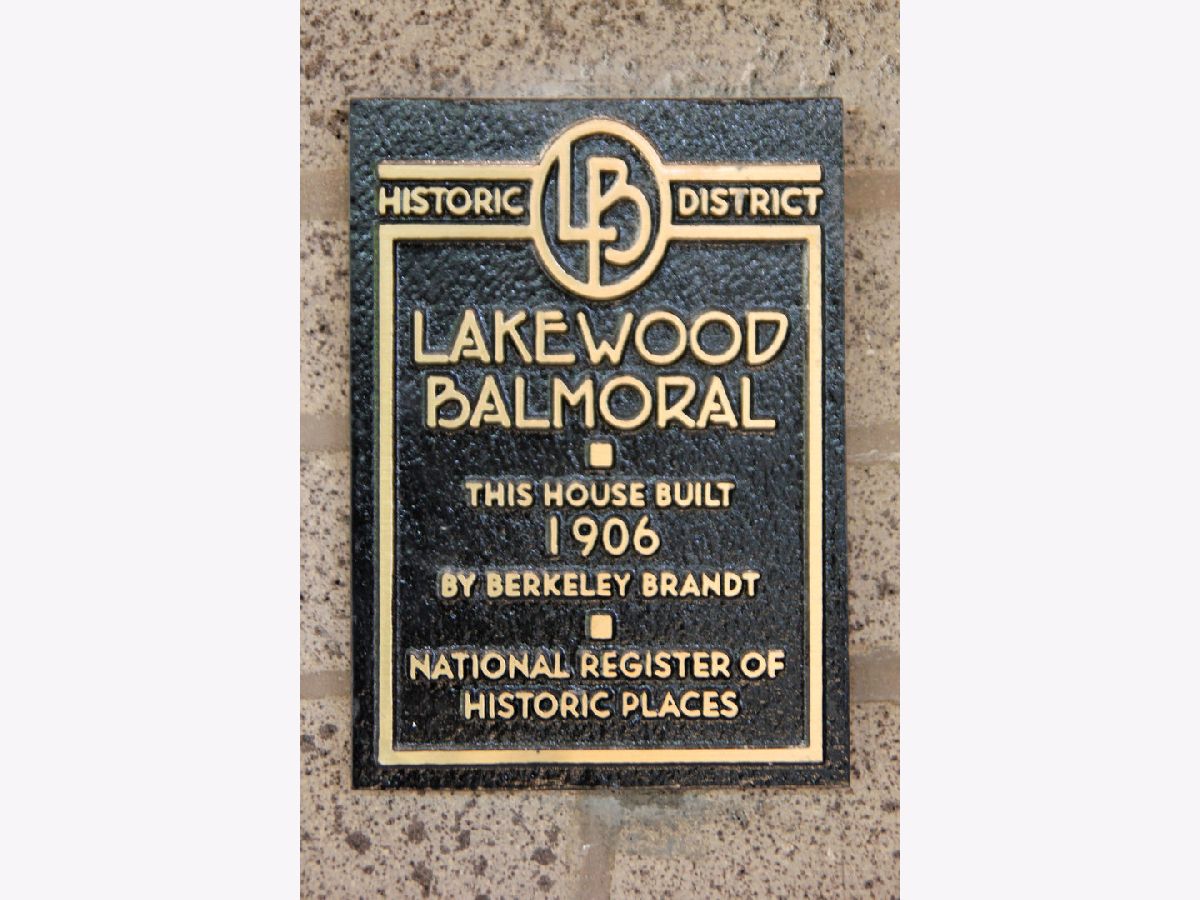 HISTORIC LB DISTRICT
LAKEWOOD
BALMORAL
THIS HOUSE BUILT
1906
BY BERKELEY BRANDT
NATIONAL REGISTER OF
HISTORIC PLACES